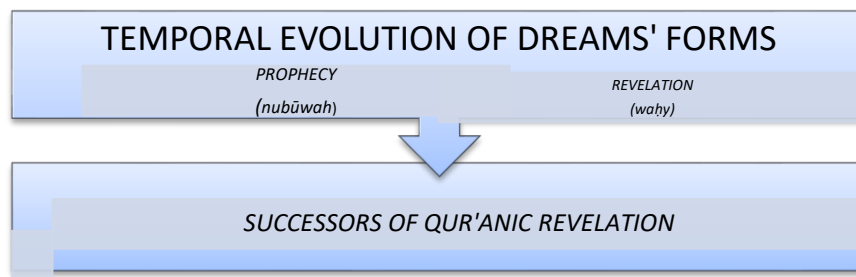 TEMPORAL EVOLUTION OF DREAMS' FORMS
PROPHECY
(nubūwah)
REVELATION
(waḥy)
SUCCESSORS OF QUR'ANIC REVELATION